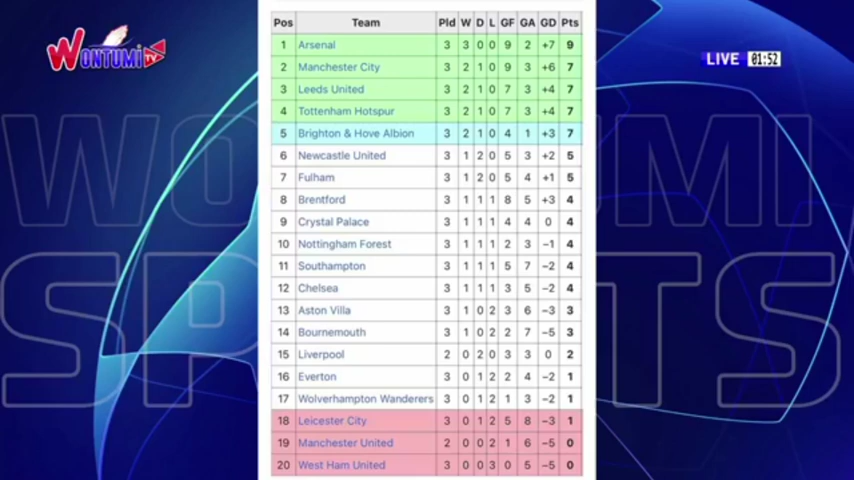 WONTUMI TV
LIVE 01:52
WONTUMI
SPORTS
Pos Team Pld W D L GF GA GD Pts
1 Arsenal 3 3 0 0 9 2 +7 9
2 Manchester City 3 2 1 0 9 3 +6 7
3 Leeds United 3 2 1 0 7 3 +4 7
4 Tottenham Hotspur 3 2 1 0 7 3 +4 7
5 Brighton & Hove Albion 3 2 1 0 4 1 +3 7
6 Newcastle United 3 1 2 0 5 3 +2 5
7 Fulham 3 1 2 0 5 4 +1 5
8 Brentford 3 1 1 1 8 5 +3 4
9 Crystal Palace 3 1 1 1 4 4 0 4
10 Nottingham Forest 3 1 1 1 2 3 −1 4
11 Southampton 3 1 1 1 5 7 −2 4
12 Chelsea 3 1 1 1 3 5 −2 4
13 Aston Villa 3 1 0 2 3 6 −3 3
14 Bournemouth 3 1 0 2 2 7 −5 3
15 Liverpool 2 0 2 0 3 3 0 2
16 Everton 3 0 1 2 2 4 −2 1
17 Wolverhampton Wanderers 3 0 1 2 1 3 −2 1
18 Leicester City 3 0 1 2 5 8 −3 1
19 Manchester United 2 0 0 2 1 6 −5 0
20 West Ham United 3 0 0 3 0 5 −5 0